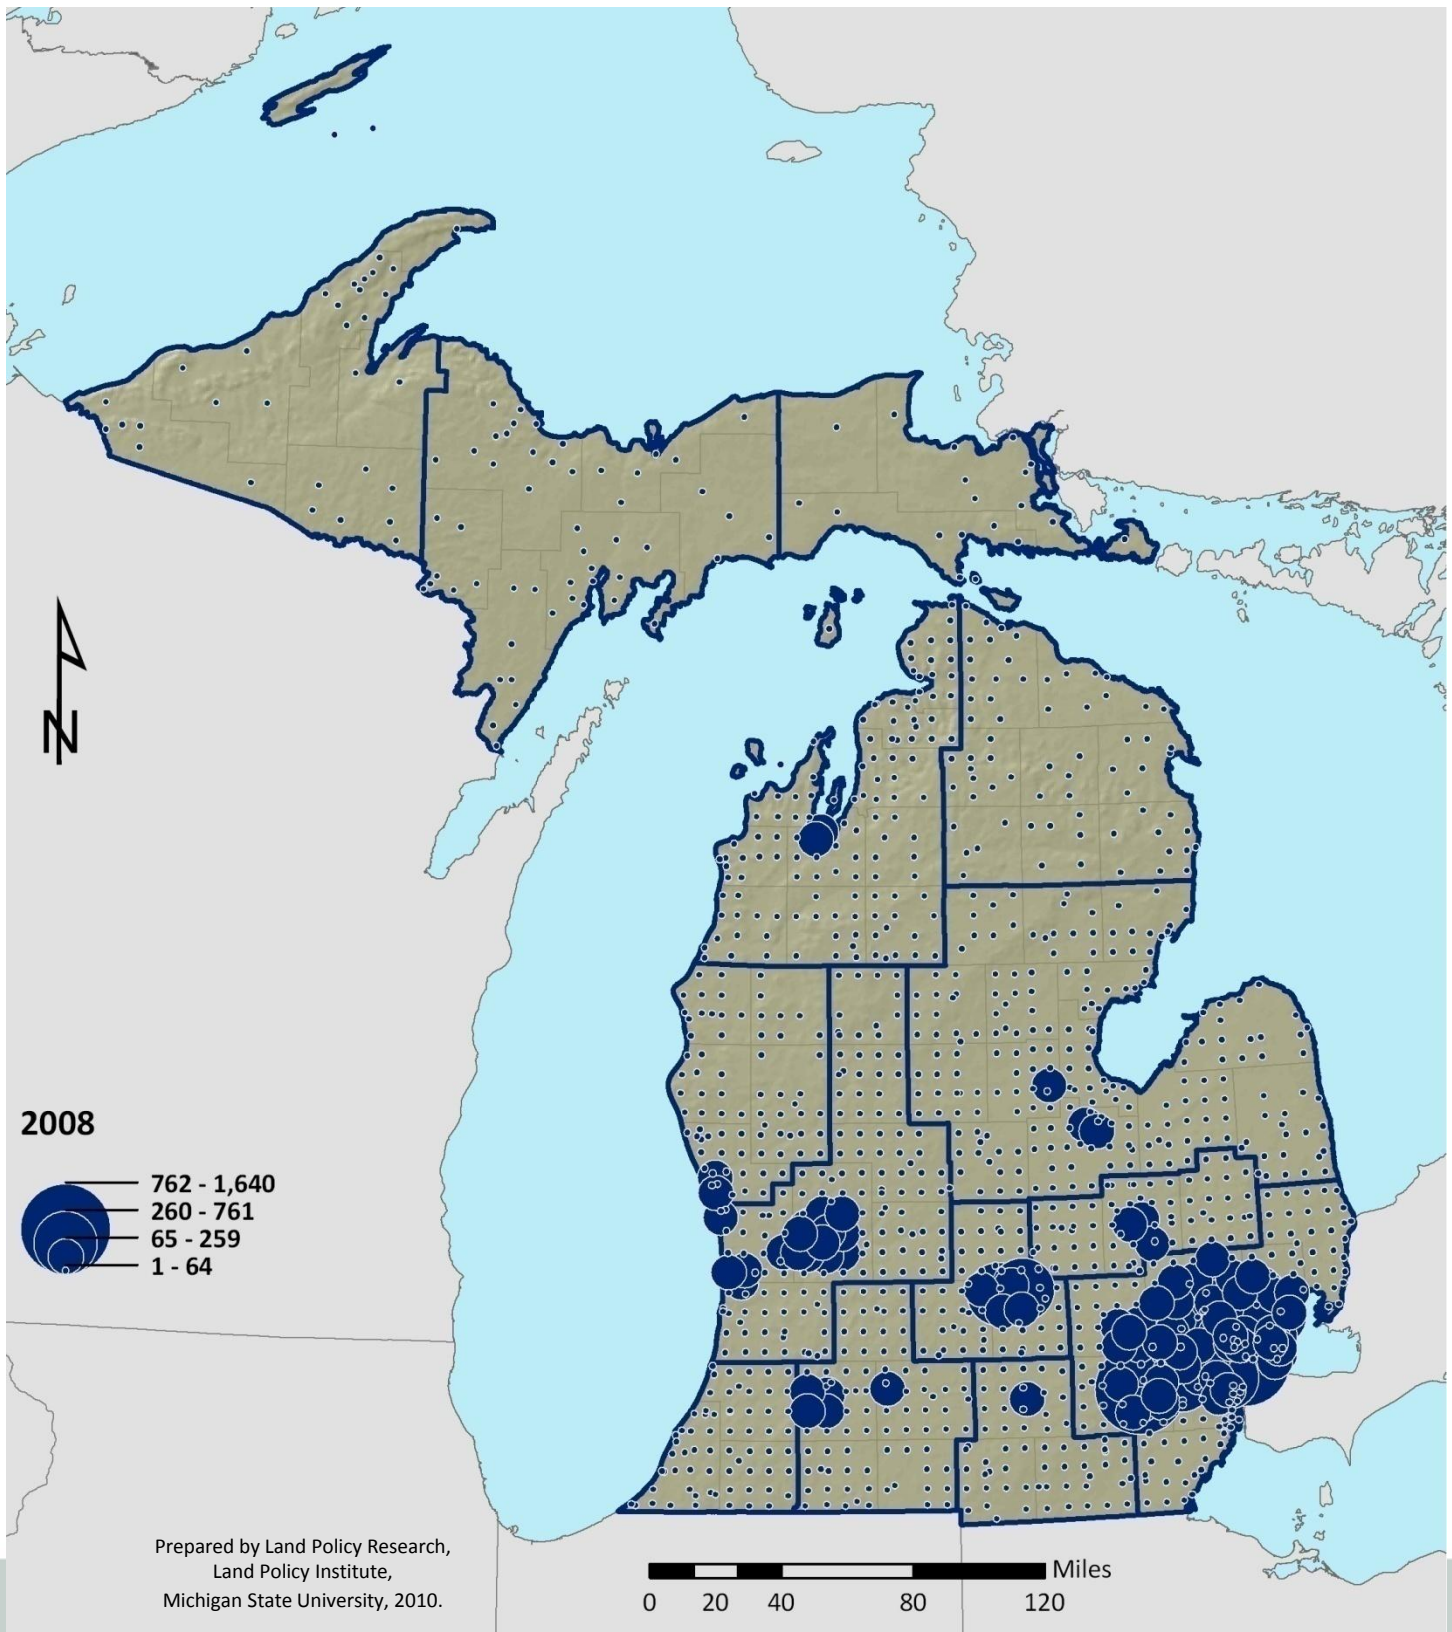 N
2008
762 - 1,640
260 - 761
65 - 259
1 - 64
Prepared by Land Policy Research,
Land Policy Institute,
Michigan State University, 2010.
Miles
0 20 40 80 120